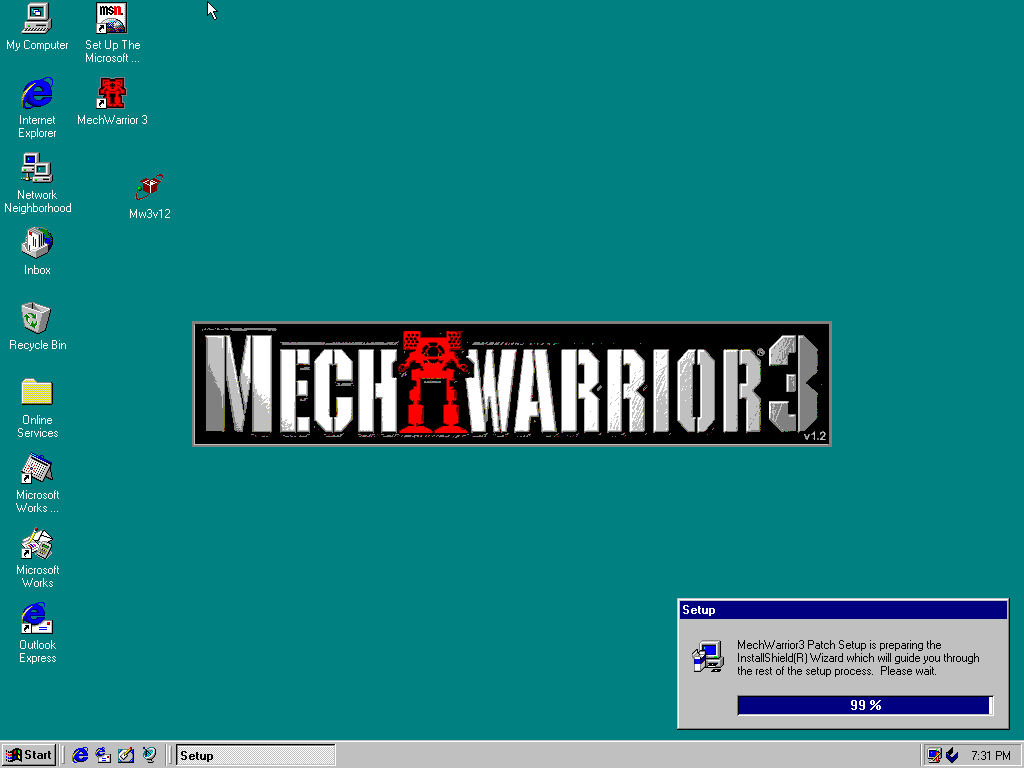 My Computer
msn.
Set Up The
Microsoft ...
Internet
Explorer
MechWarrior 3
Network
Neighborhood
Mw3v12
Inbox
Recycle Bin
MECHWARRIOR®3
v1.2
Online
Services
Microsoft
Works ...
Microsoft
Works
Outlook
Express
Setup
MechWarrior3 Patch Setup is preparing the
InstallShield(R) Wizard which will guide you through
the rest of the setup process.  Please wait.
99 %
Start
Setup
7:31 PM